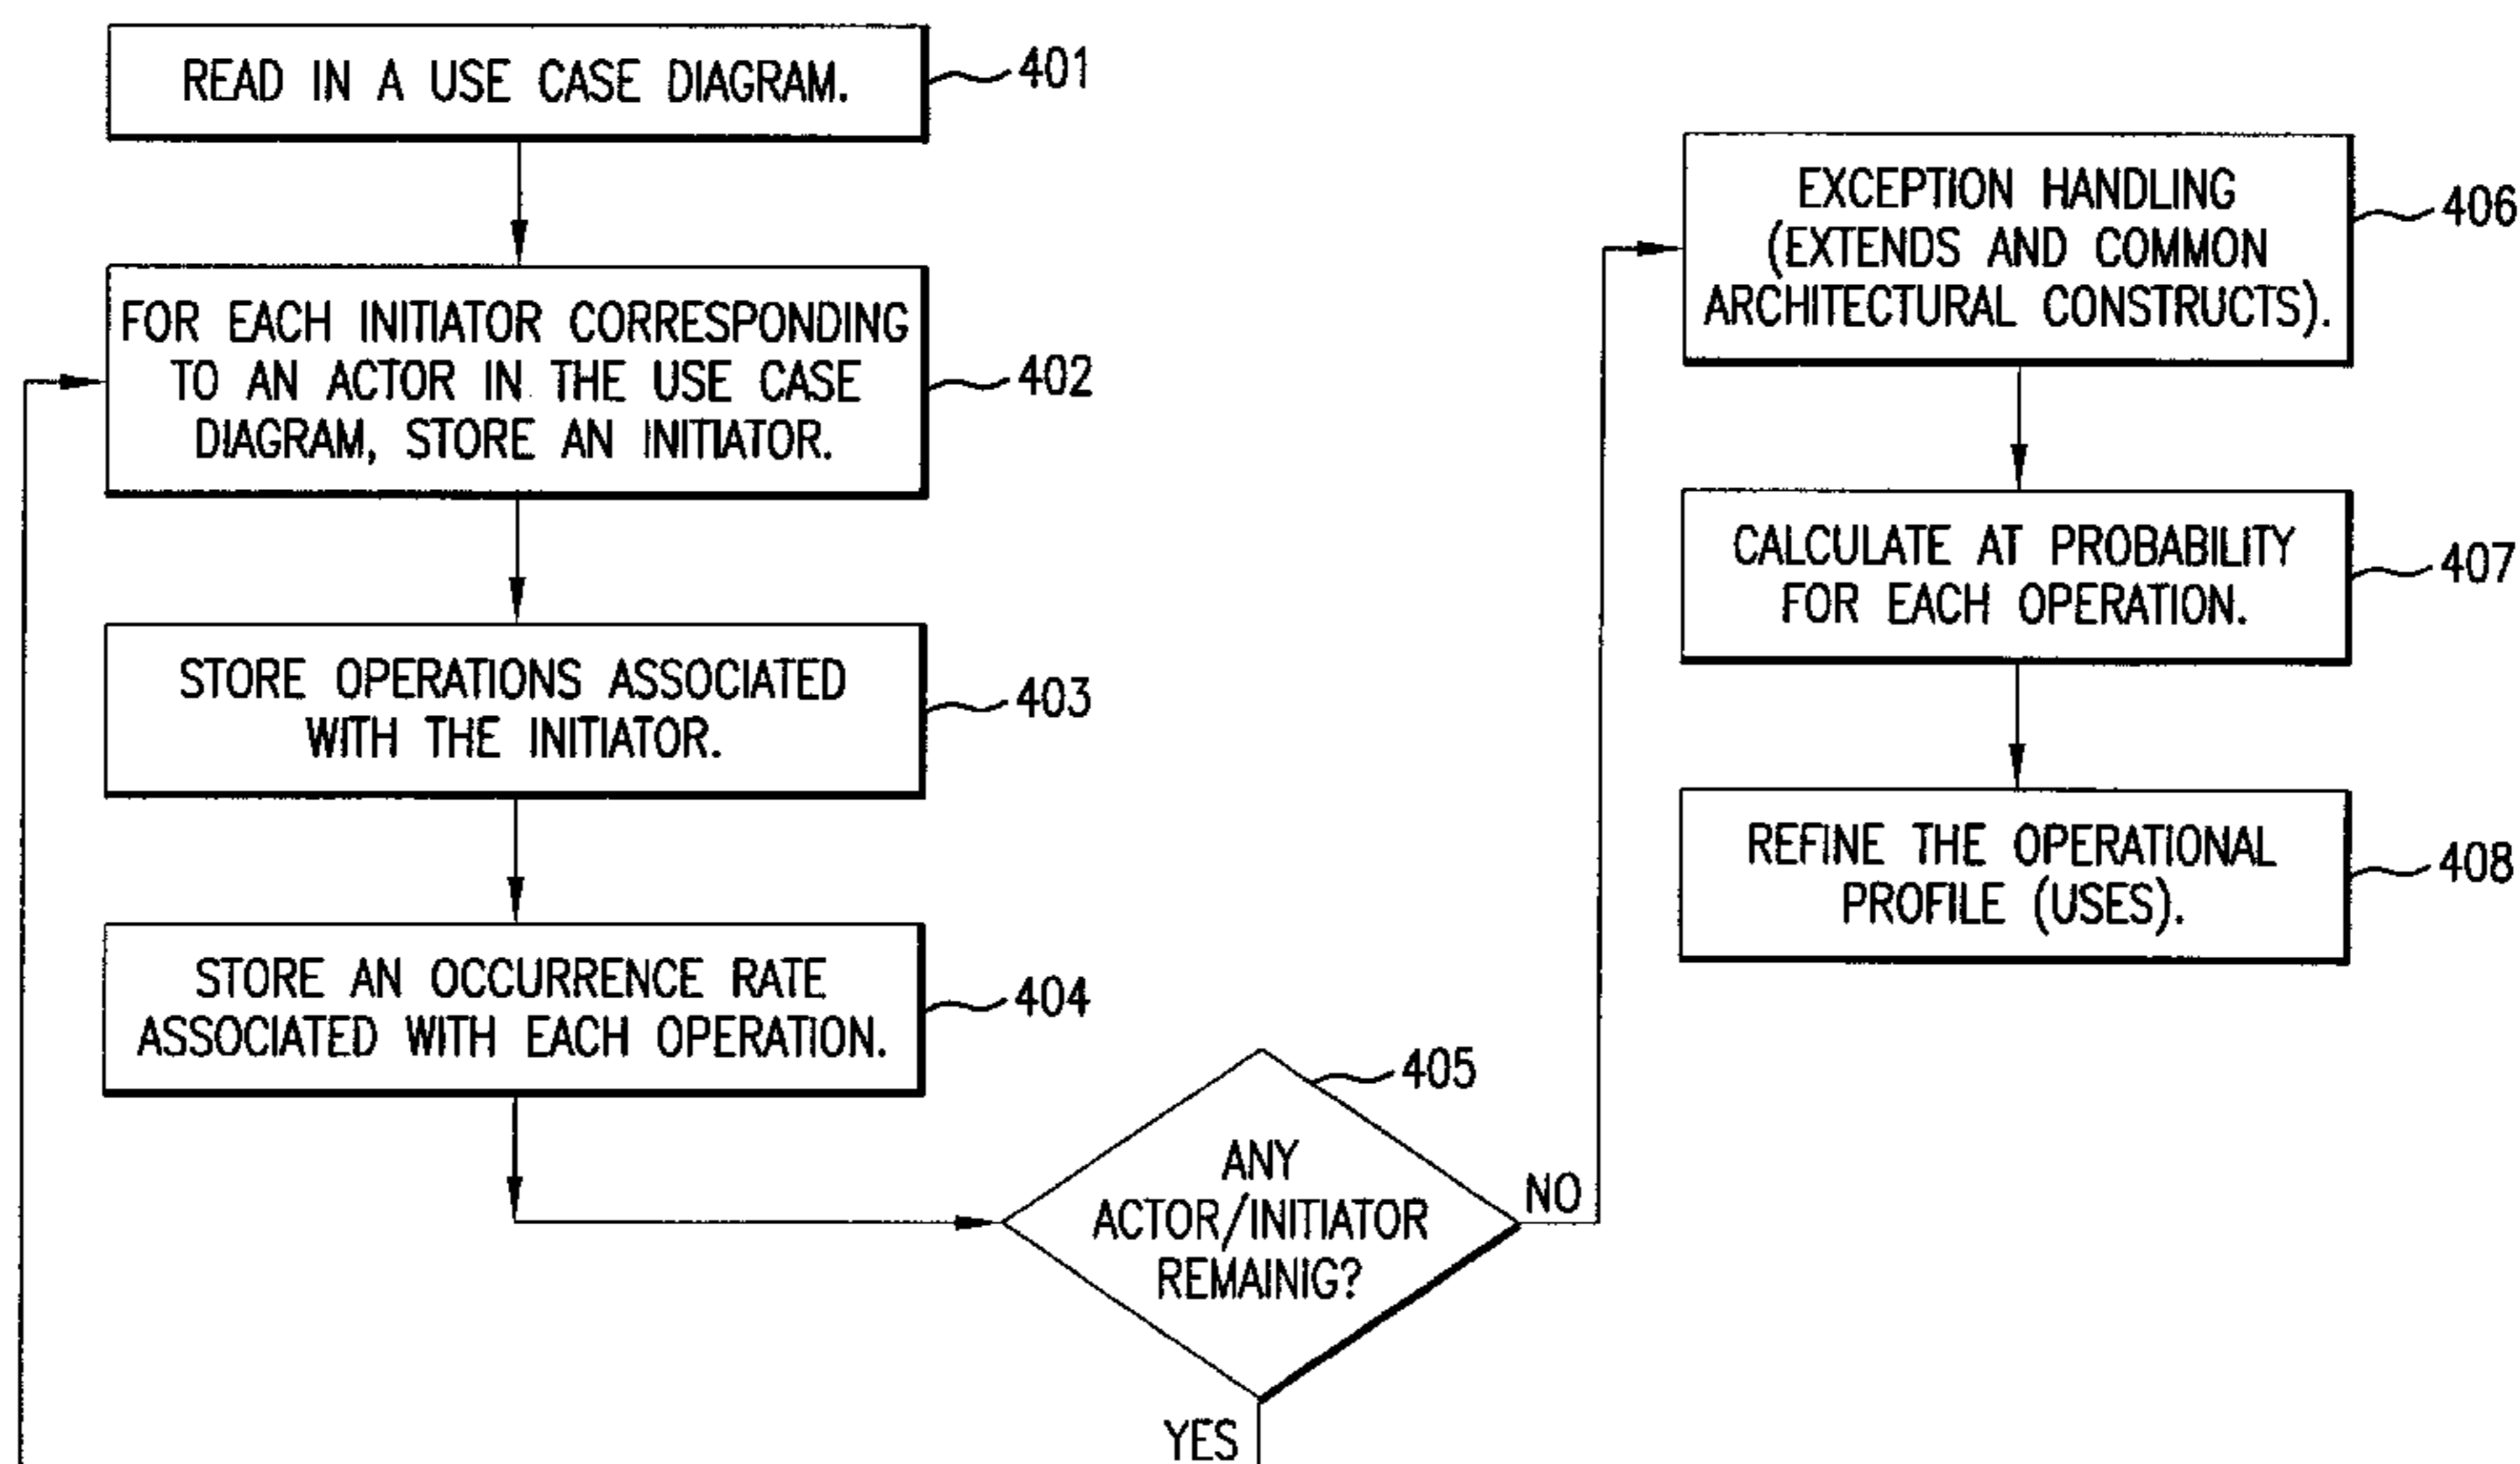 READ IN A USE CASE DIAGRAM.
401
FOR EACH INITIATOR CORRESPONDING
TO AN ACTOR IN THE USE CASE
DIAGRAM, STORE AN INITIATOR.
402
STORE OPERATIONS ASSOCIATED
WITH THE INITIATOR.
403
STORE AN OCCURRENCE RATE
ASSOCIATED WITH EACH OPERATION.
404
405
ANY
ACTOR/INITIATOR
REMAINIG?
NO
YES
EXCEPTION HANDLING
(EXTENDS AND COMMON
ARCHITECTURAL CONSTRUCTS).
406
CALCULATE AT PROBABILITY
FOR EACH OPERATION.
407
REFINE THE OPERATIONAL
PROFILE (USES).
408